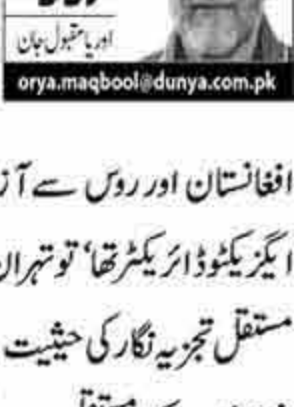 اوریا مقبول جان
orya.maqbool@dunya.com.pk
افغانستان اور روس سے آز
ایگزیکٹو ڈائریکٹر تھا‘ تو تہران
مستقل تجزیہ نگار کی حیثیت